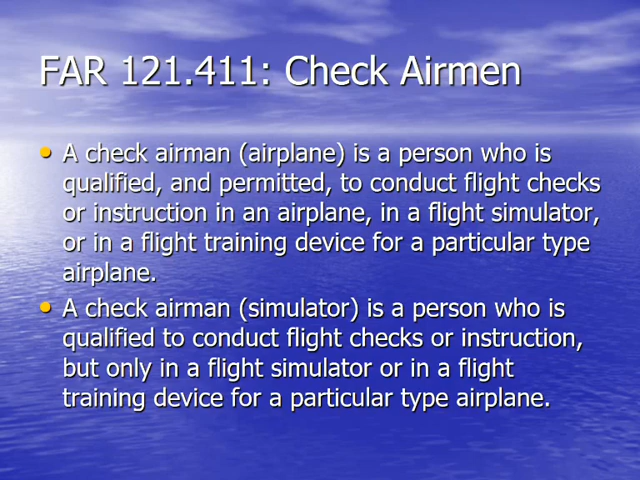 FAR 121.411: Check Airmen
• A check airman (airplane) is a person who is
qualified, and permitted, to conduct flight checks
or instruction in an airplane, in a flight simulator,
or in a flight training device for a particular type
airplane.
• A check airman (simulator) is a person who is
qualified to conduct flight checks or instruction,
but only in a flight simulator or in a flight
training device for a particular type airplane.